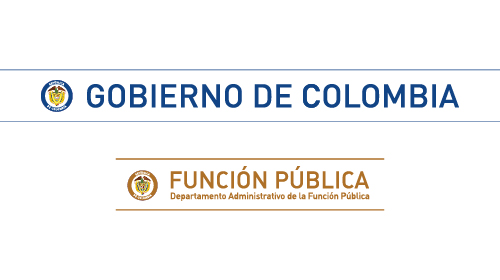 GOBIERNO DE COLOMBIA
FUNCIÓN PÚBLICA
Departamento Administrativo de la Función Pública